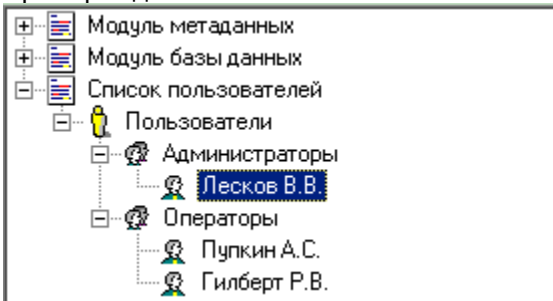 Модуль метаданных
Модуль базы данных
Список пользователей
Пользователи
Администраторы
Лесков В.В.
Операторы
Пупкин А.С.
Гилберт Р.В.